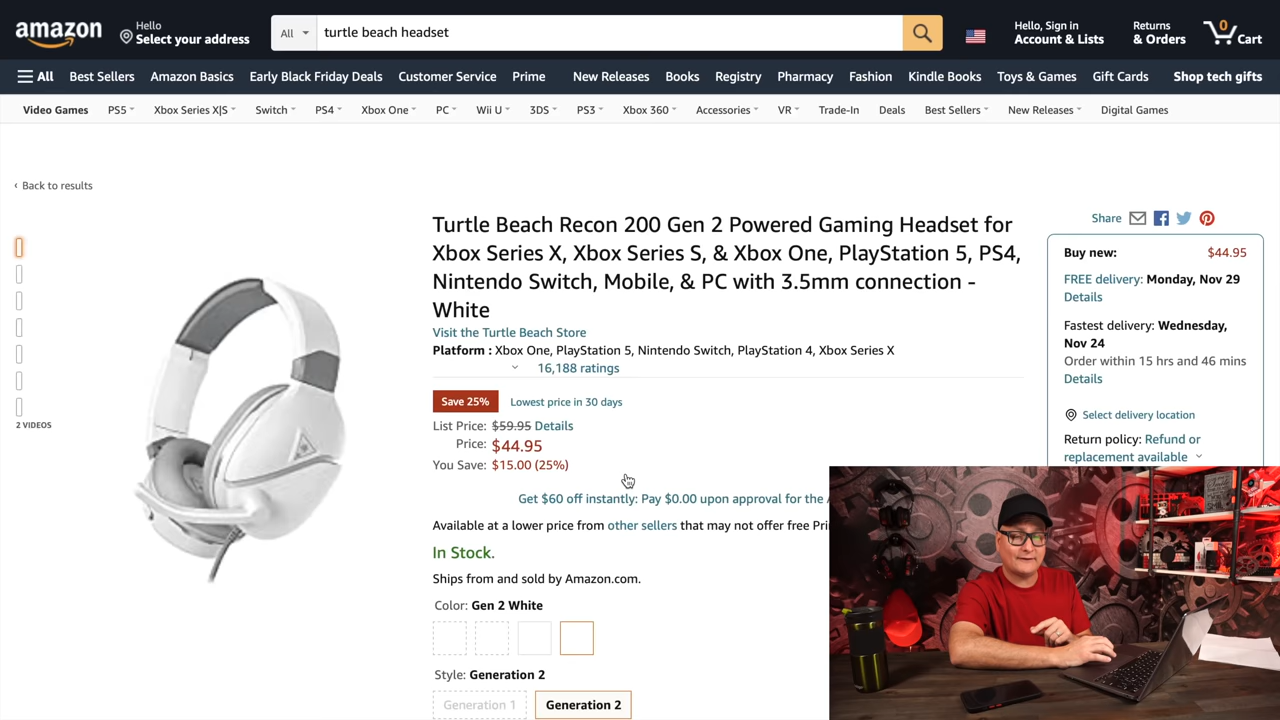 amazon
Hello
Select your address
All
turtle beach headset
Hello, Sign in
Account & Lists
Returns
& Orders
0
Cart
All
Best Sellers
Amazon Basics
Early Black Friday Deals
Customer Service
Prime
New Releases
Books
Registry
Pharmacy
Fashion
Kindle Books
Toys & Games
Gift Cards
Shop tech gifts
Video Games
PS5
Xbox Series X|S
Switch
PS4
Xbox One
PC
Wii U
3DS
PS3
Xbox 360
Accessories
VR
Trade-In
Deals
Best Sellers
New Releases
Digital Games
‹ Back to results
2 VIDEOS
Turtle Beach Recon 200 Gen 2 Powered Gaming Headset for
Xbox Series X, Xbox Series S, & Xbox One, PlayStation 5, PS4,
Nintendo Switch, Mobile, & PC with 3.5mm connection -
White
Visit the Turtle Beach Store
Platform : Xbox One, PlayStation 5, Nintendo Switch, PlayStation 4, Xbox Series X
16,188 ratings
Save 25%
Lowest price in 30 days
List Price: $59.95 Details
Price: $44.95
You Save: $15.00 (25%)
Get $60 off instantly: Pay $0.00 upon approval for the
Available at a lower price from other sellers that may not offer free
In Stock.
Ships from and sold by Amazon.com.
Color: Gen 2 White
Style: Generation 2
Generation 1
Generation 2
Share
Buy new:
$44.95
FREE delivery: Monday, Nov 29
Details
Fastest delivery: Wednesday,
Nov 24
Order within 15 hrs and 46 mins
Details
Select delivery location
Return policy: Refund or
replacement available